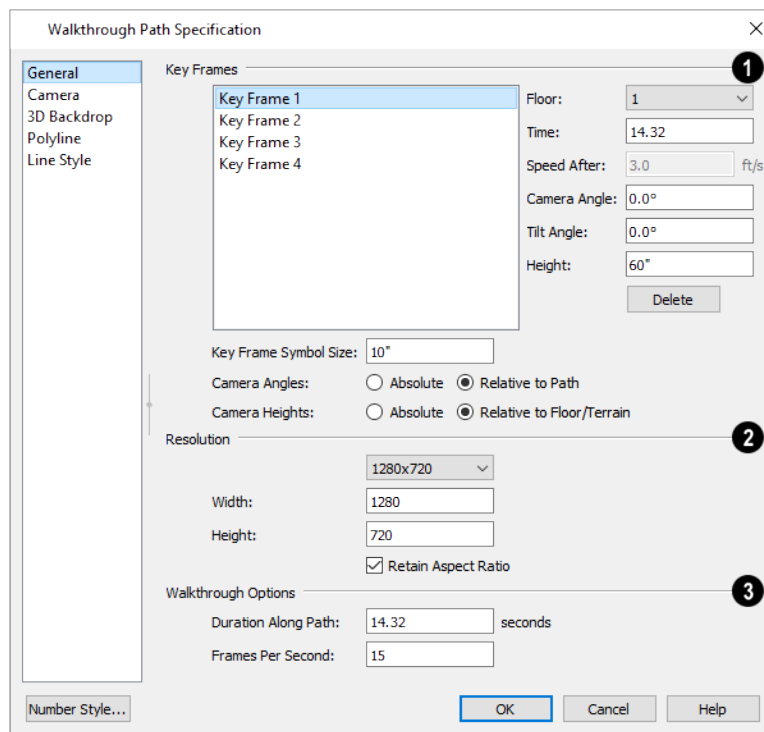 Walkthrough Path Specification
General
Camera
3D Backdrop
Polyline
Line Style
Key Frames
1
Key Frame 1
Key Frame 2
Key Frame 3
Key Frame 4
Floor: 1
Time: 14.32
Speed After: 3.0 ft/s
Camera Angle: 0.0°
Tilt Angle: 0.0°
Height: 60"
Delete
Key Frame Symbol Size: 10"
Camera Angles: Absolute Relative to Path
Camera Heights: Absolute Relative to Floor/Terrain
Resolution
2
1280x720
Width: 1280
Height: 720
Retain Aspect Ratio
Walkthrough Options
3
Duration Along Path: 14.32 seconds
Frames Per Second: 15
Number Style... OK Cancel Help